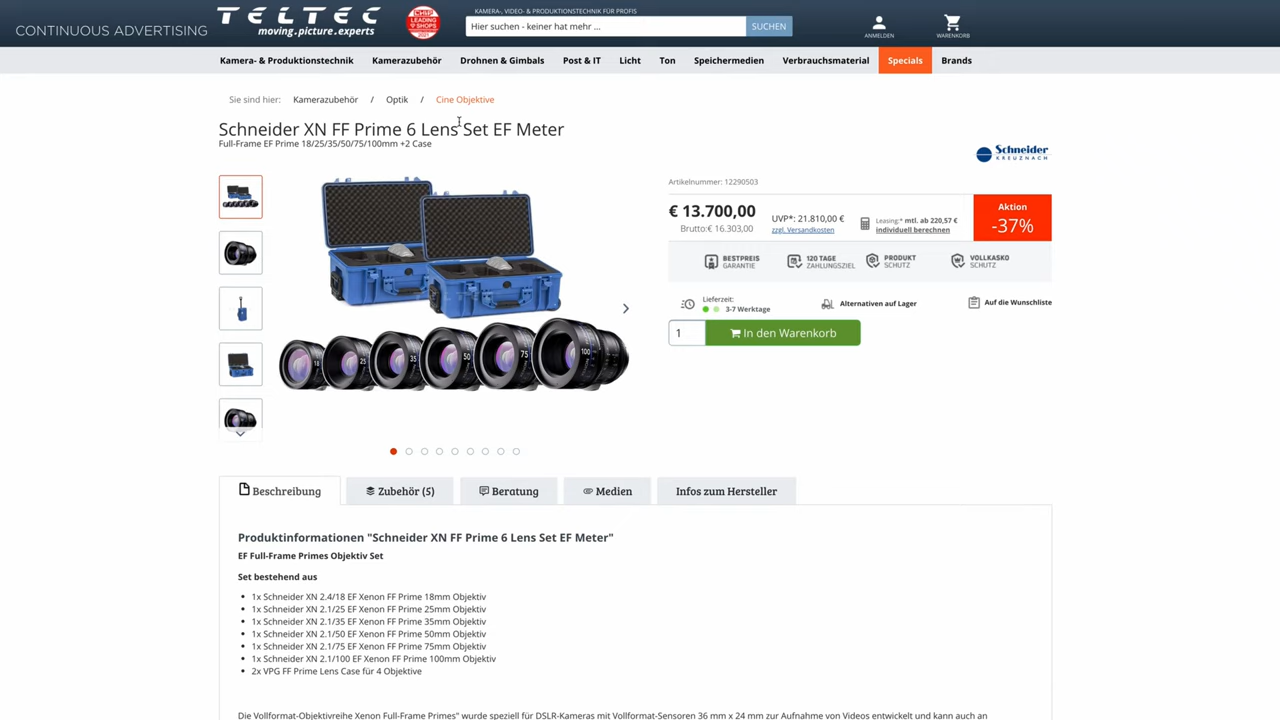 CONTINUOUS ADVERTISING
TELTEC
moving.picture.experts
LEADING SHOPS
KAMERA-, VIDEO- & PRODUKTIONSTECHNIK FÜR PROFIS
Hier suchen - keiner hat mehr ...
SUCHEN
ANMELDEN
WARENKORB
Kamera- & Produktionstechnik
Kamerazubehör
Drohnen & Gimbals
Post & IT
Licht
Ton
Speichermedien
Verbrauchsmaterial
Specials
Brands
Sie sind hier: Kamerazubehör / Optik / Cine Objektive
Schneider XN FF Prime 6 Lens Set EF Meter
Full-Frame EF Prime 18/25/35/50/75/100mm +2 Case
18
25
35
50
75
100
Schneider
KREUZNACH
Artikelnummer: 12290503
€ 13.700,00
Brutto:€ 16.303,00
UVP*: 21.810,00 €
zzgl. Versandkosten
Leasing:* mtl. ab 220,57 €
individuell berechnen
Aktion
-37%
BESTPREIS
GARANTIE
120 TAGE
ZAHLUNGSZIEL
PRODUKT
SCHUTZ
VOLLKASKO
SCHUTZ
Lieferzeit:
3-7 Werktage
Alternativen auf Lager
Auf die Wunschliste
1
In den Warenkorb
Beschreibung
Zubehör (5)
Beratung
Medien
Infos zum Hersteller
Produktinformationen "Schneider XN FF Prime 6 Lens Set EF Meter"
EF Full-Frame Primes Objektiv Set
Set bestehend aus
• 1x Schneider XN 2.4/18 EF Xenon FF Prime 18mm Objektiv
• 1x Schneider XN 2.1/25 EF Xenon FF Prime 25mm Objektiv
• 1x Schneider XN 2.1/35 EF Xenon FF Prime 35mm Objektiv
• 1x Schneider XN 2.1/50 EF Xenon FF Prime 50mm Objektiv
• 1x Schneider XN 2.1/75 EF Xenon FF Prime 75mm Objektiv
• 1x Schneider XN 2.1/100 EF Xenon FF Prime 100mm Objektiv
• 2x VPG FF Prime Lens Case für 4 Objektive
Die Vollformat-Objektivreihe Xenon Full-Frame Primes" wurde speziell für DSLR-Kameras mit Vollformat-Sensoren 36 mm x 24 mm zur Aufnahme von Videos entwickelt und kann auch an